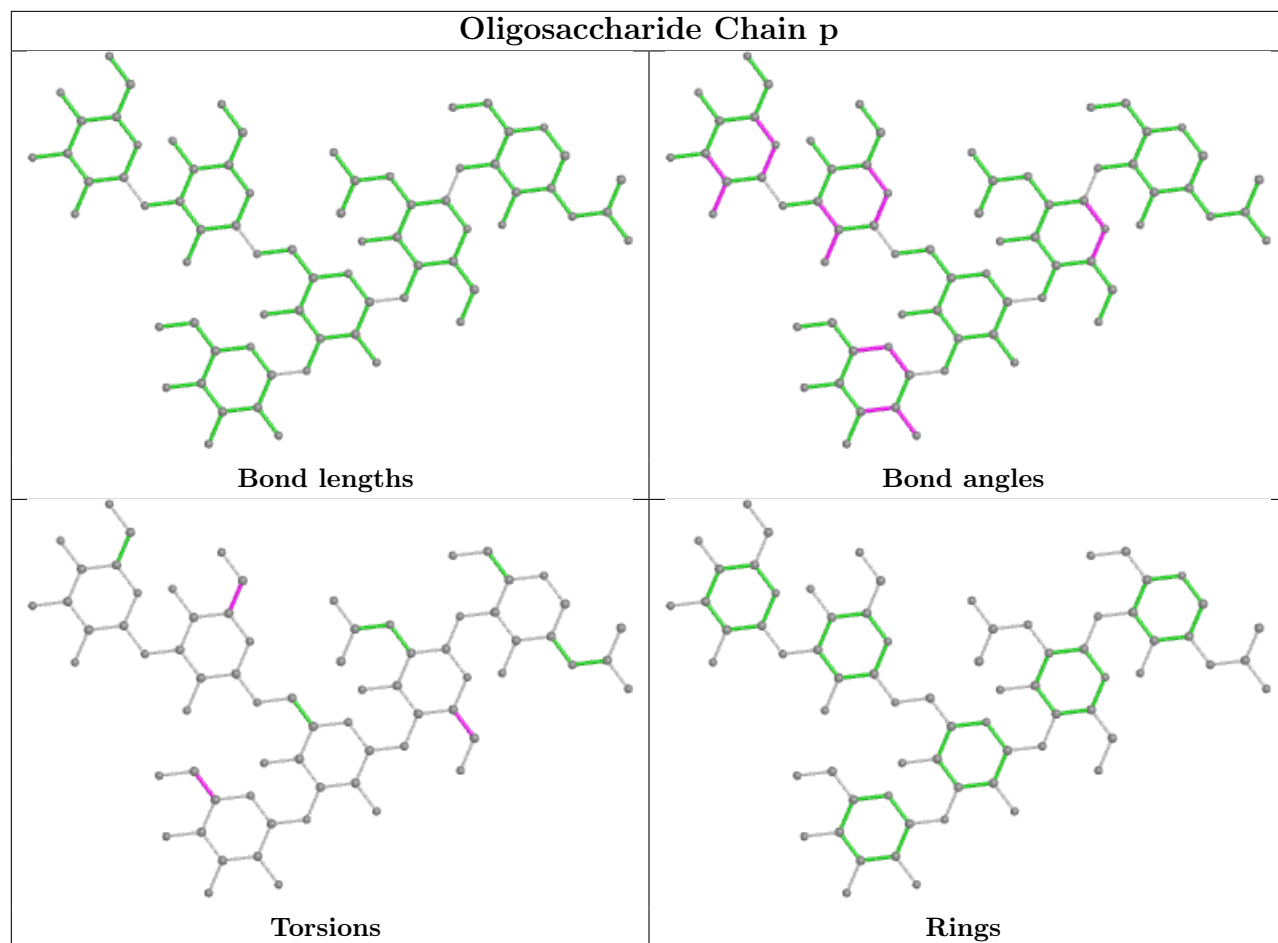 Oligosaccharide Chain p
Bond lengths
Bond angles
Torsions
Rings